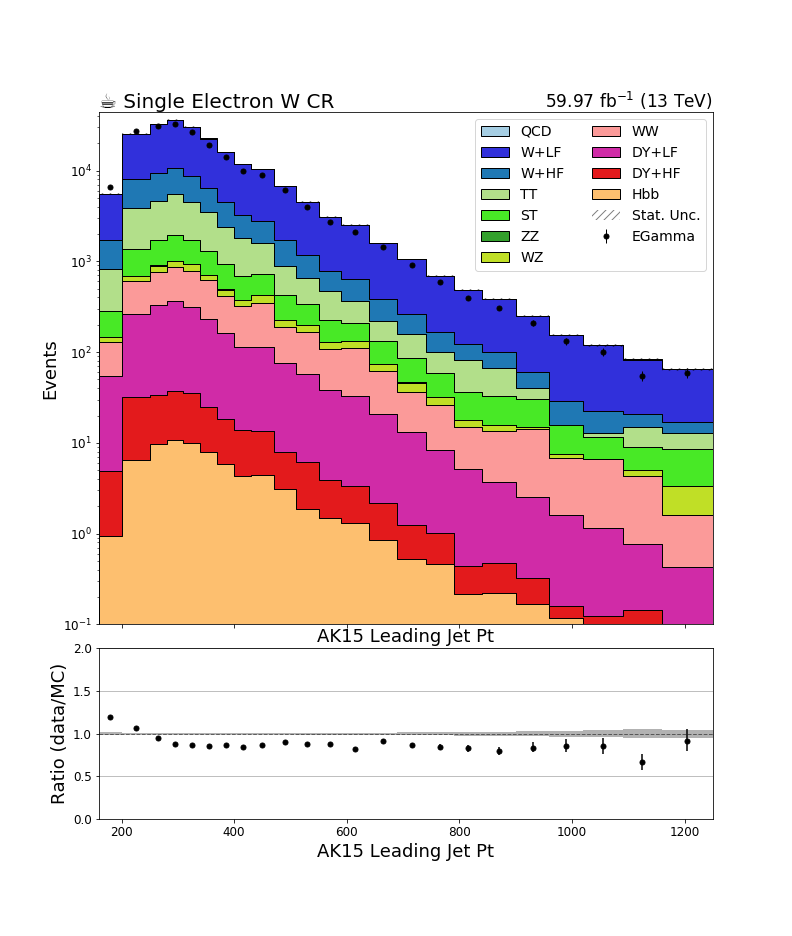 ☕ Single Electron W CR
59.97 fb⁻¹ (13 TeV)
QCD
W+LF
W+HF
TT
ST
ZZ
WZ
WW
DY+LF
DY+HF
Hbb
Stat. Unc.
EGamma
Events
10⁴
10³
10²
10¹
10⁰
10⁻¹
AK15 Leading Jet Pt
Ratio (data/MC)
2.0
1.5
1.0
0.5
0.0
200 400 600 800 1000 1200
AK15 Leading Jet Pt